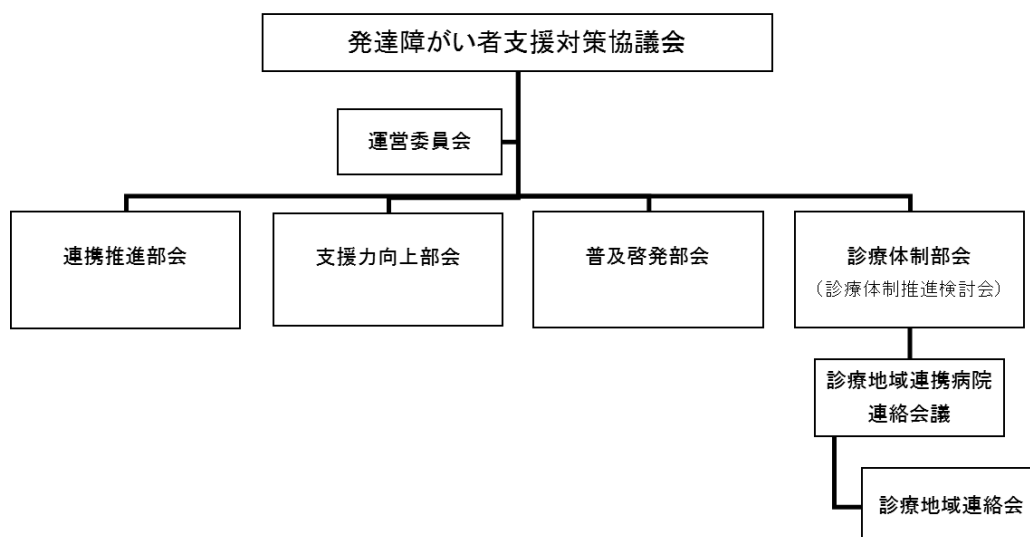 発達障がい者支援対策協議会
運営委員会
連携推進部会
支援力向上部会
普及啓発部会
診療体制部会
（診療体制推進検討会）
診療地域連携病院
連絡会議
診療地域連絡会